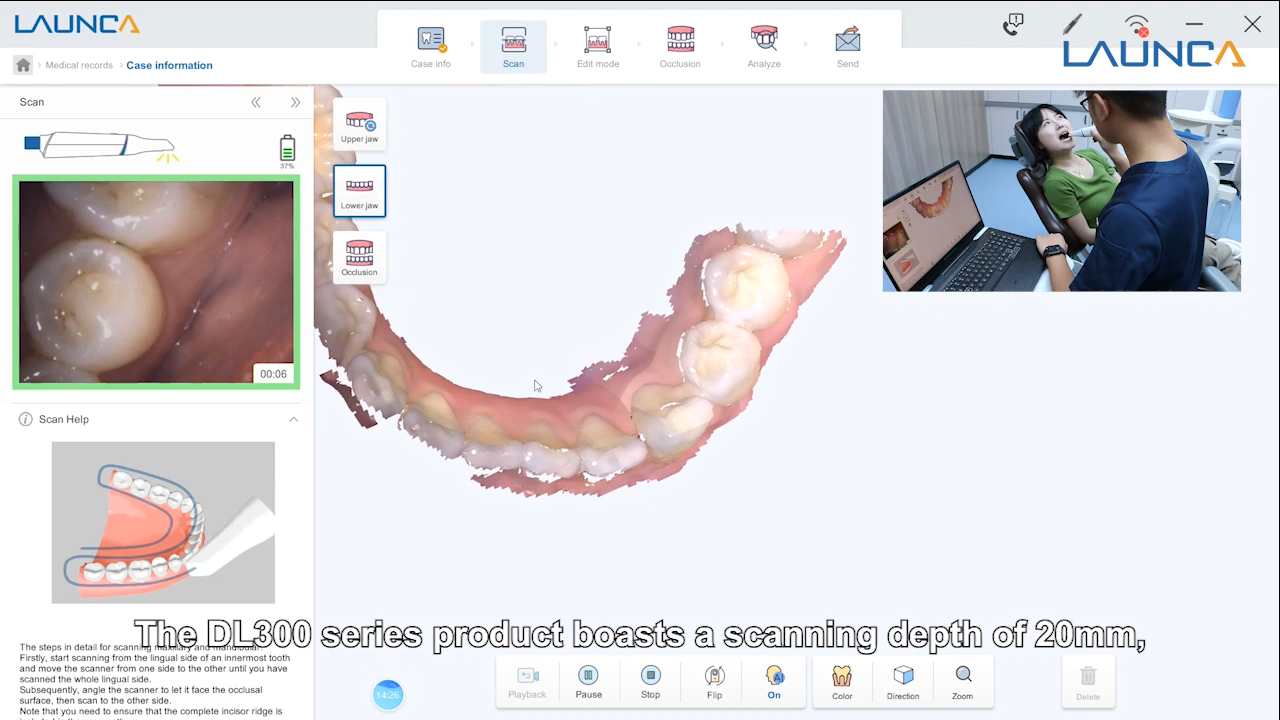 LAUNCA
Case info
Scan
Edit mode
Occlusion
Analyze
Send
LAUNCA
Medical records
Case information
Scan
37%
00:06
Upper jaw
Lower jaw
Occlusion
Scan Help
The DL300 series product boasts a scanning depth of 20mm,
The steps in detail for scanning maxillary and mandibular:
Firstly, start scanning from the lingual side of an innermost tooth
and move the scanner from one side to the other until you have
scanned the whole lingual side.
Subsequently, angle the scanner to let it face the occlusal
surface, then scan to the other side.
Note that you need to ensure that the complete incisor ridge is
14:26
Playback
Pause
Stop
Flip
AI
On
Color
Direction
Zoom
Delete